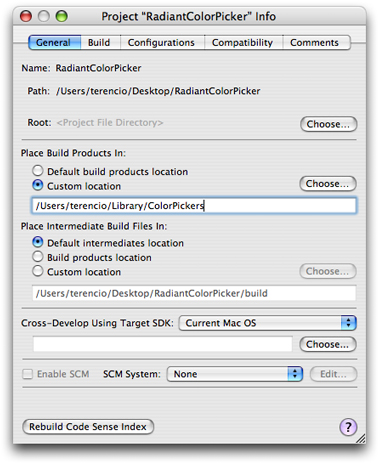 Project “RadiantColorPicker” Info
General Build Configurations Compatibility Comments
Name: RadiantColorPicker
Path: /Users/terencio/Desktop/RadiantColorPicker
Root: <Project File Directory> Choose...
Place Build Products In:
Default build products location
Custom location Choose...
/Users/terencio/Library/ColorPickers
Place Intermediate Build Files In:
Default intermediates location
Build products location
Custom location Choose...
/Users/terencio/Desktop/RadiantColorPicker/build
Cross-Develop Using Target SDK: Current Mac OS
Choose...
Enable SCM SCM System: None Edit...
Rebuild Code Sense Index ?